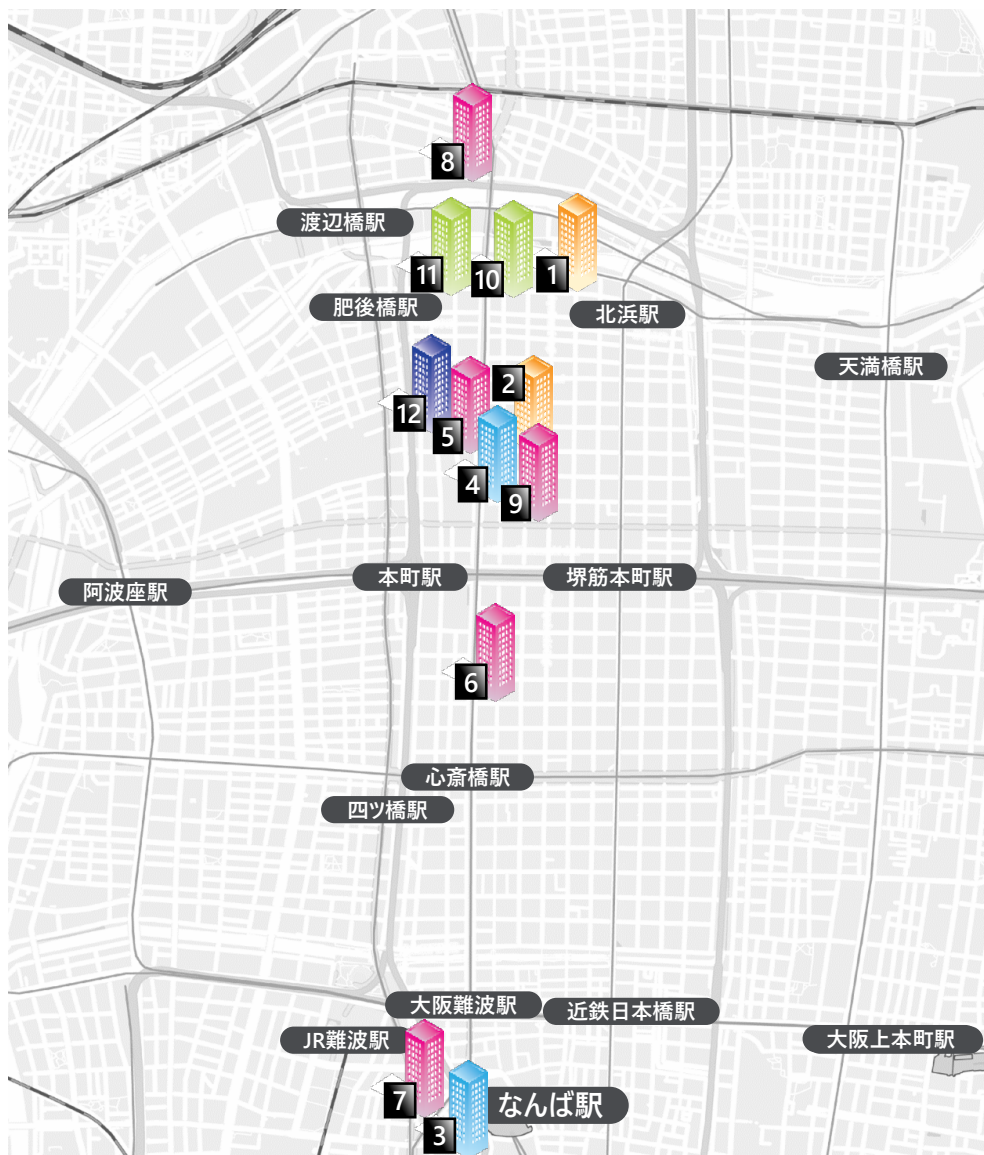 8
渡辺橋駅
11
10
1
肥後橋駅
北浜駅
天満橋駅
2
12
5
4
9
本町駅
堺筋本町駅
阿波座駅
6
心斎橋駅
四ツ橋駅
大阪難波駅
近鉄日本橋駅
JR難波駅
大阪上本町駅
7
なんば駅
3